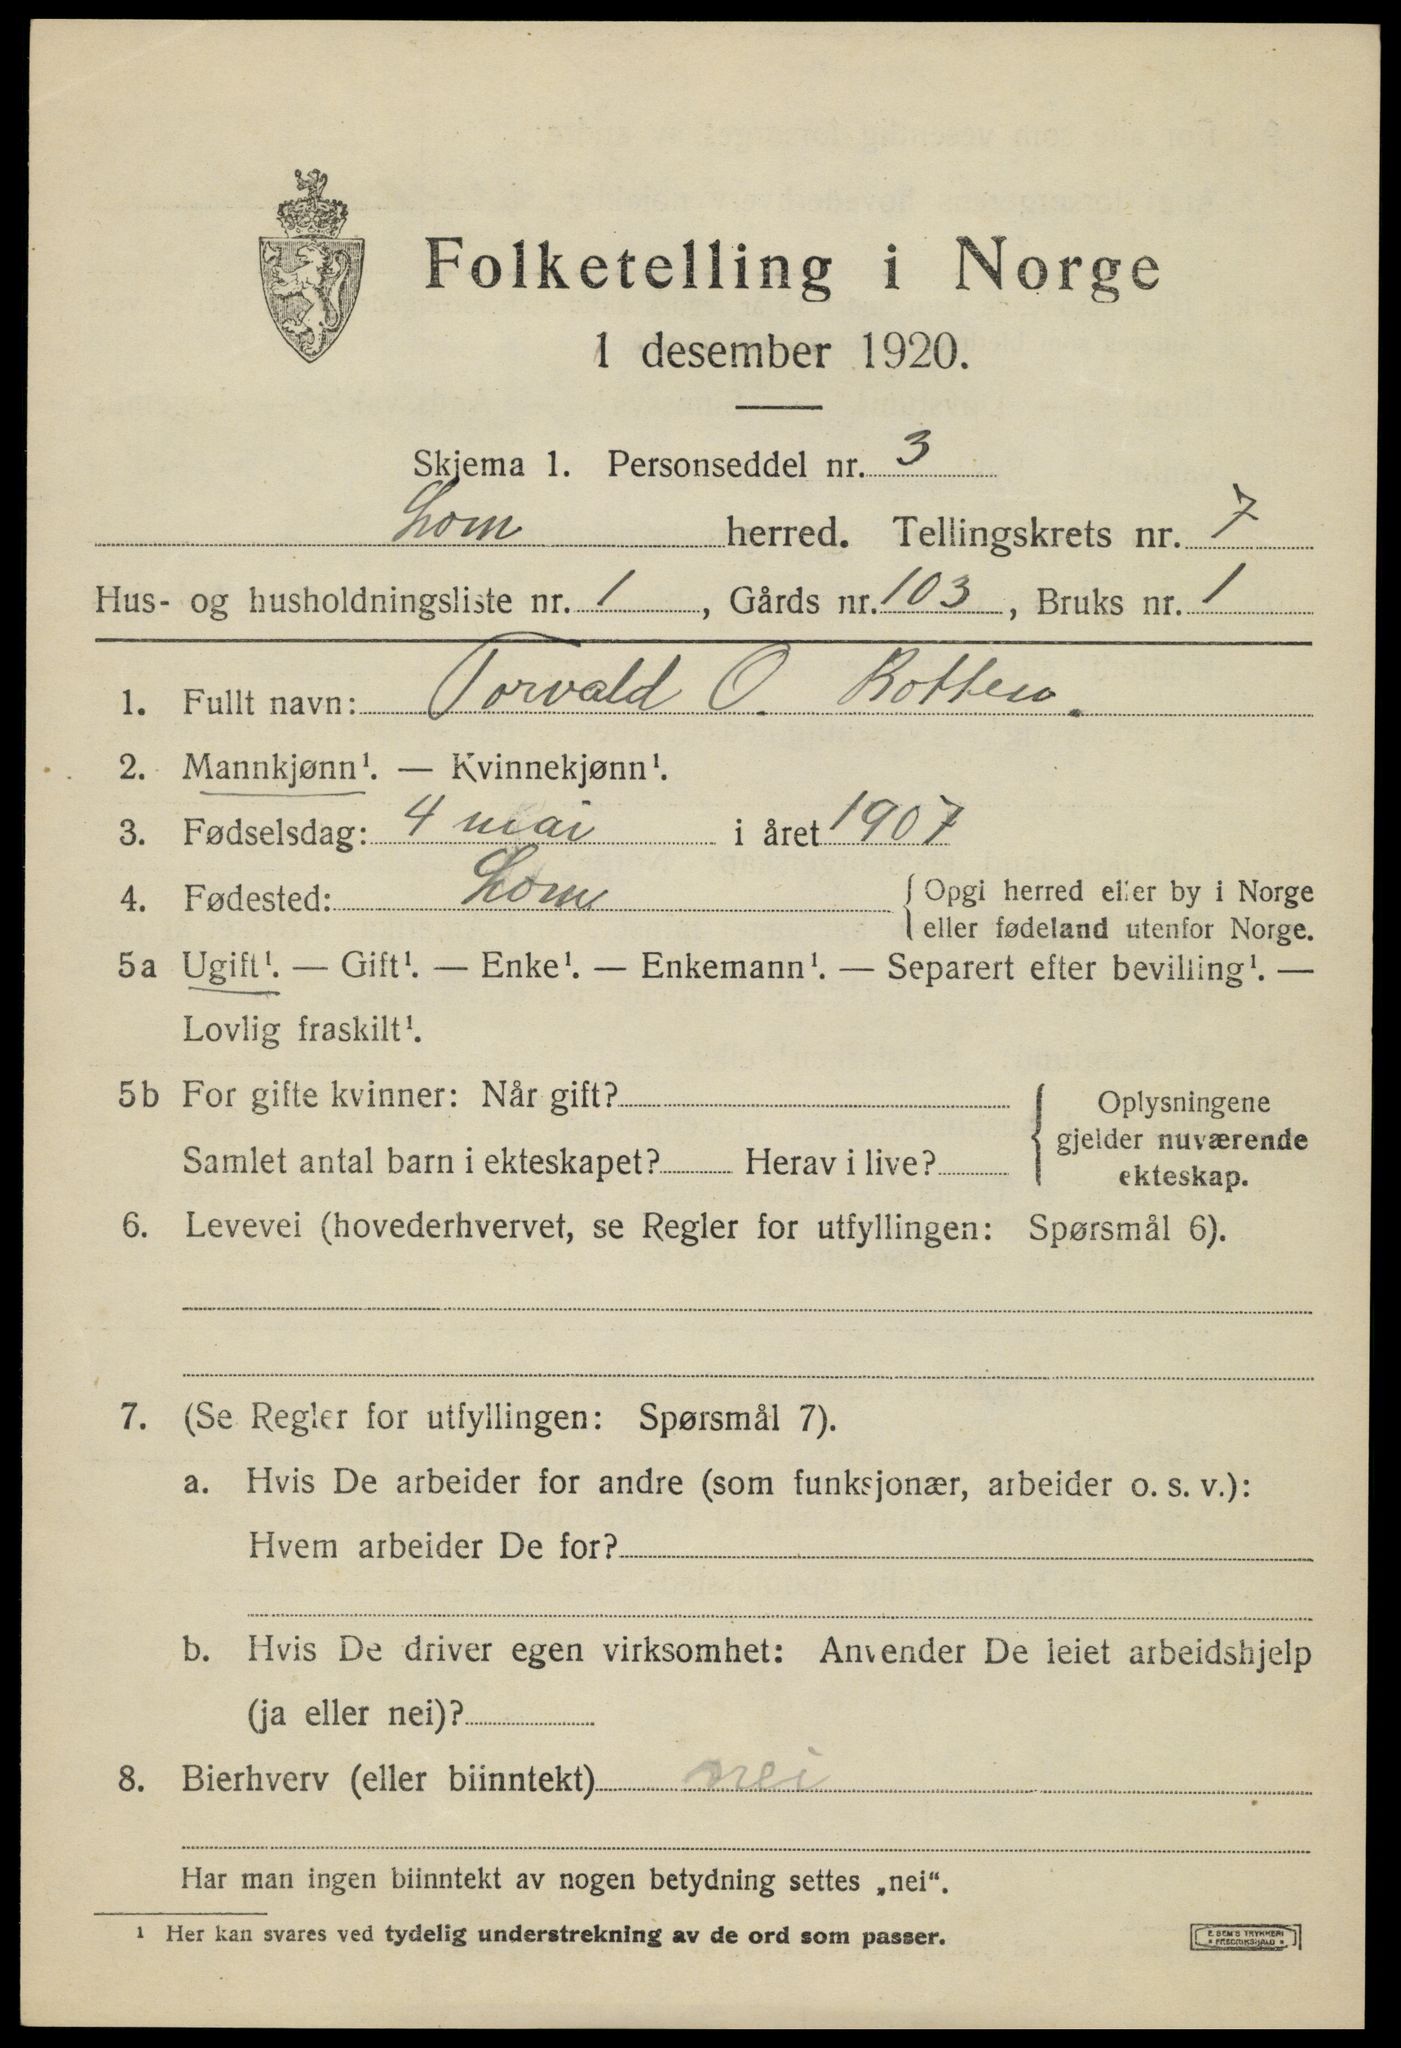 Folketelling i Norge
1 desember 1920.
Skjema 1. Personseddel nr. 3
Lom herred. Tellingskrets nr. 7
Hus- og husholdningsliste nr. 1, Gårds nr. 103, Bruks nr. 1
1. Fullt navn: Torvald O. Botten.
2. Mannkjønn¹. — Kvinnekjønn¹.
3. Fødselsdag: 4 mai i året 1907
4. Fødested: Lom { Opgi herred eller by i Norge
eller fødeland utenfor Norge.
5a Ugift¹. — Gift¹. — Enke¹. — Enkemann¹. — Separert efter bevilling¹. —
Lovlig fraskilt¹.
5b For gifte kvinner: Når gift?
Samlet antal barn i ekteskapet? Herav i live?
Oplysningene
gjelder nuværende
ekteskap.
6. Levevei (hovederhvervet, se Regler for utfyllingen: Spørsmål 6).
7. (Se Regler for utfyllingen: Spørsmål 7).
a. Hvis De arbeider for andre (som funksjonær, arbeider o. s. v.):
Hvem arbeider De for?
b. Hvis De driver egen virksomhet: Anvender De leiet arbeidshjelp
(ja eller nei)?
8. Bierhverv (eller biinntekt) nei
Har man ingen biinntekt av nogen betydning settes „nei“.
¹ Her kan svares ved tydelig understrekning av de ord som passer.
E. SEM'S TRYKKERI
* FREDRIKSHALD *